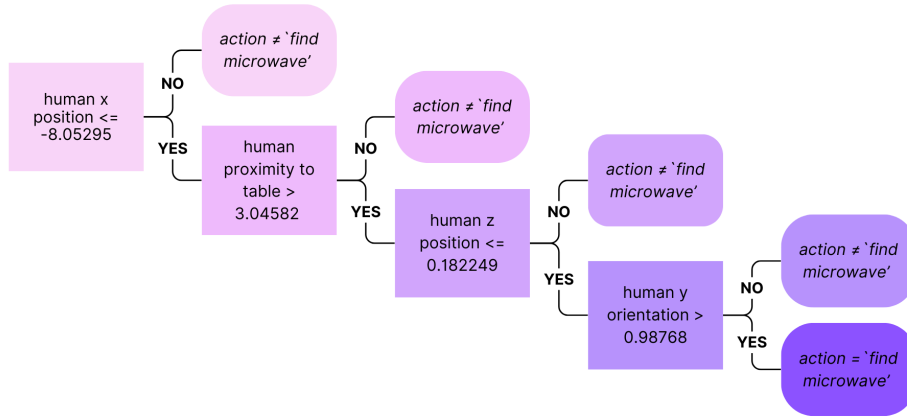 action ≠ `find
microwave’
NO
human x
position <=
-8.05295
YES
action ≠ `find
microwave’
NO
human
proximity to
table >
3.04582
YES
action ≠ `find
microwave’
NO
human z
position <=
0.182249
YES
action ≠ `find
microwave’
NO
human y
orientation >
0.98768
YES
action = `find
microwave’